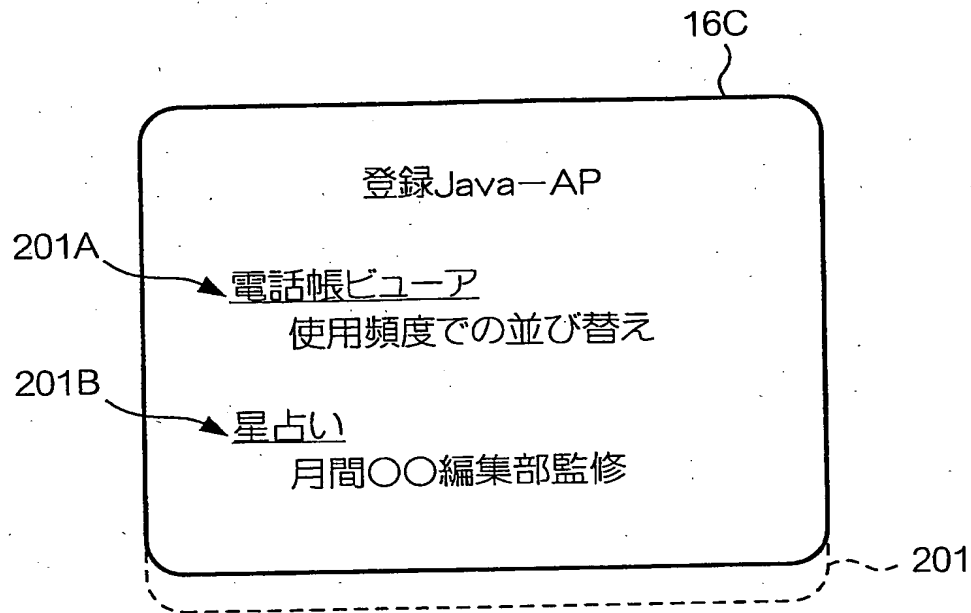 16C
登録Java-AP
201A
電話帳ビューア
使用頻度での並び替え
201B
星占い
月間○○編集部監修
201